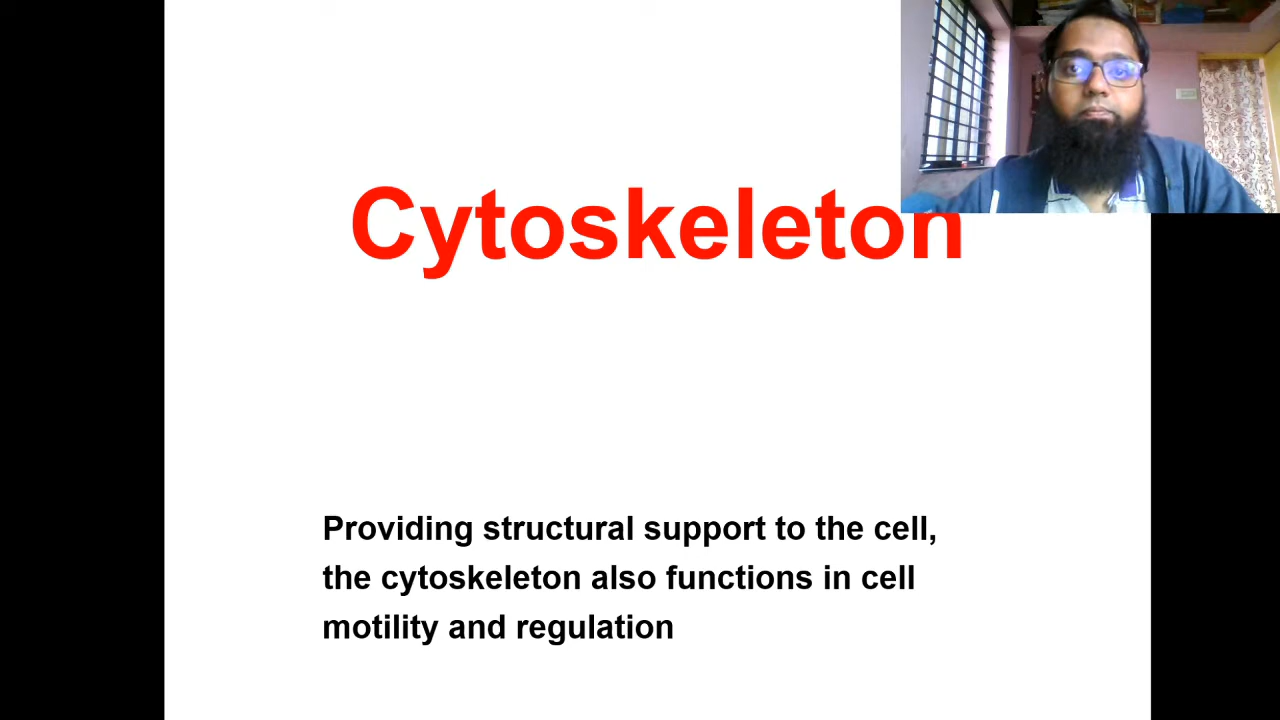 Cytoskeleton
Providing structural support to the cell,
the cytoskeleton also functions in cell
motility and regulation